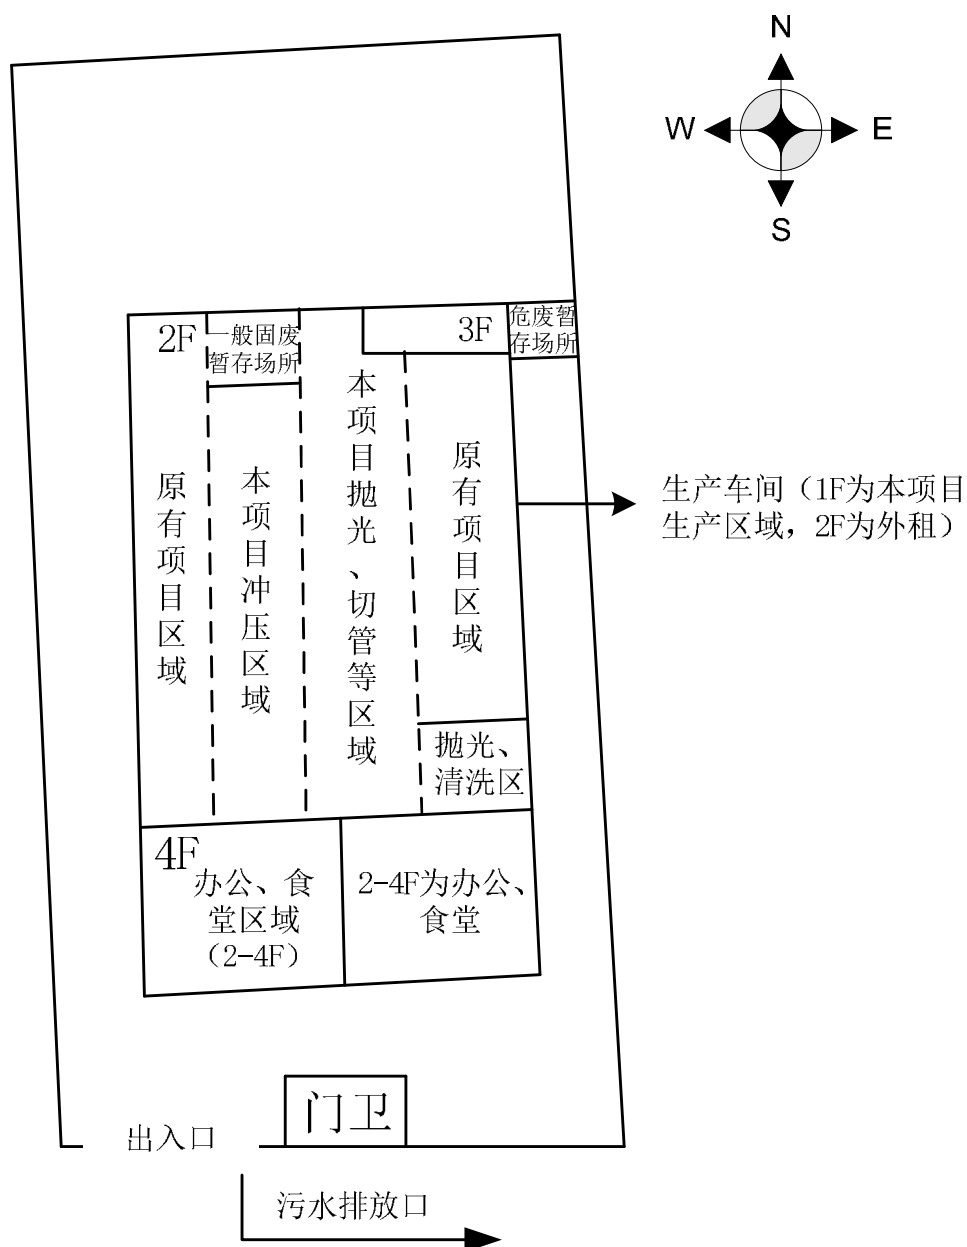 N
W
E
S
2F
一般固废
暂存场所
3F
危废暂
存场所
原有项目区域
本项目冲压区域
本项目抛光、切管等区域
原有项目区域
生产车间（1F为本项目
生产区域，2F为外租）
抛光、
清洗区
4F
办公、食
堂区域
（2-4F）
2-4F为办公、
食堂
门卫
出入口
污水排放口